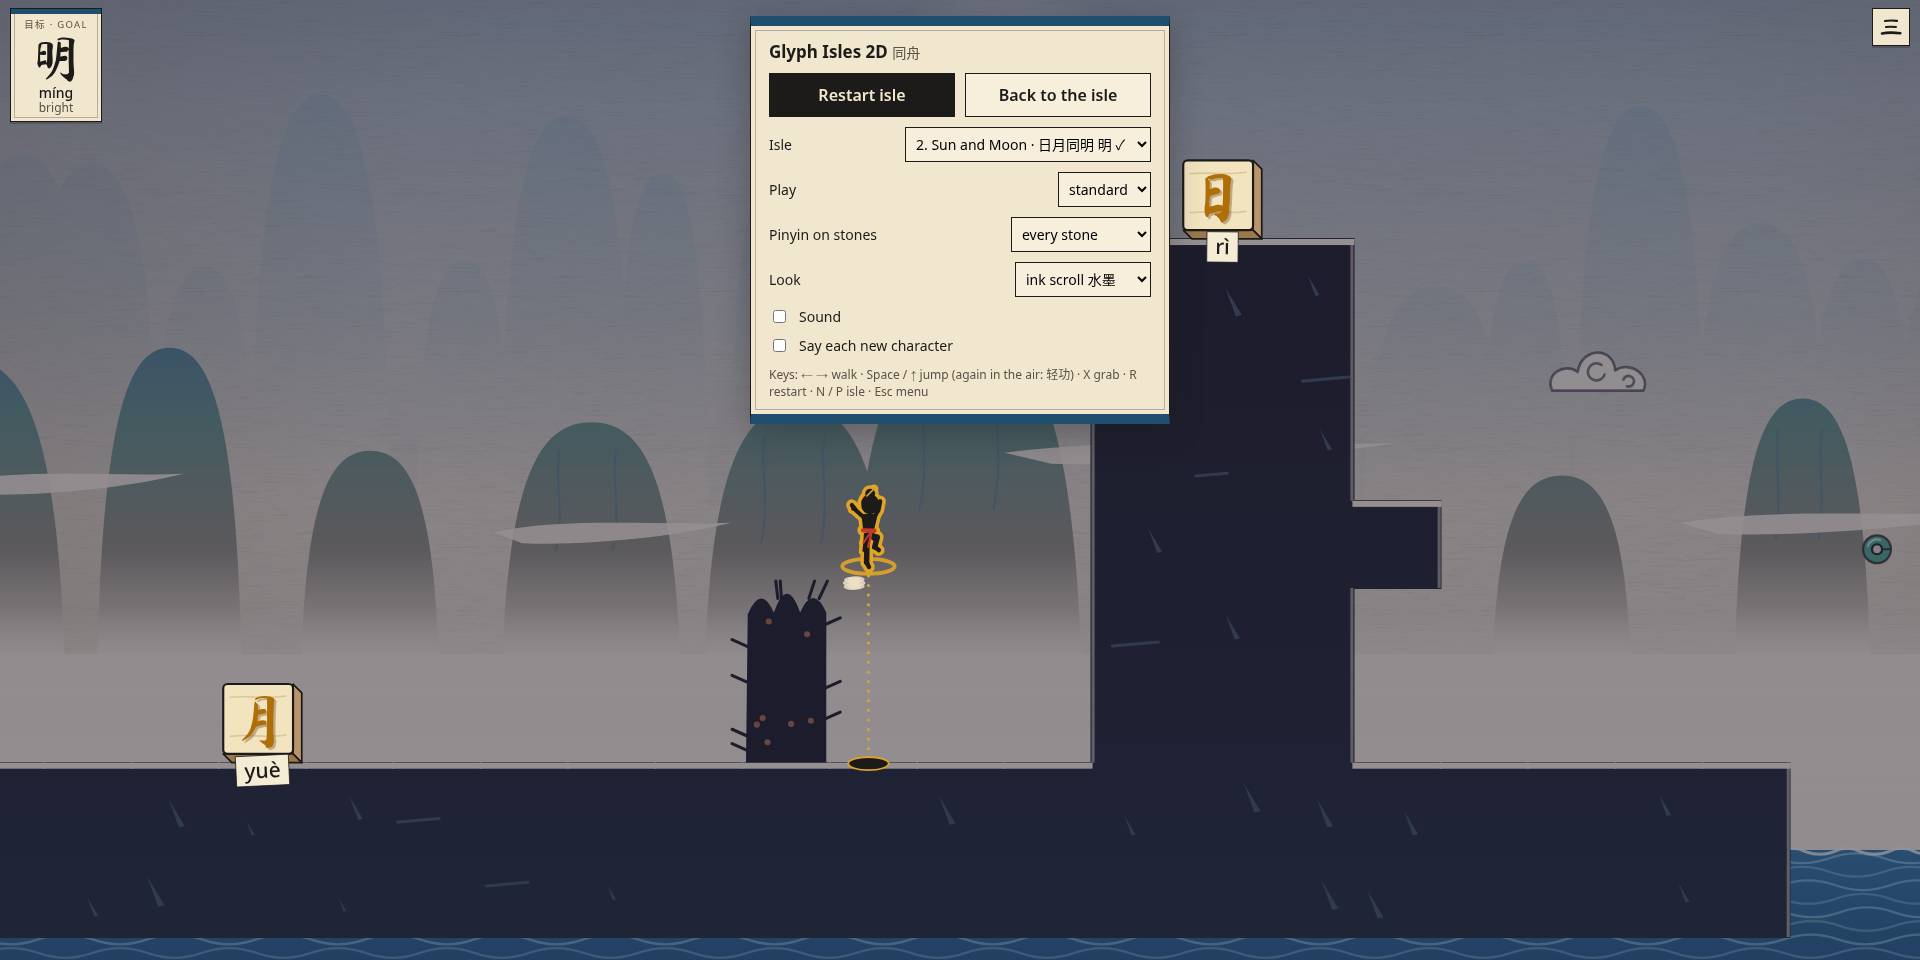 目标 · GOAL
明
míng
bright
三
Glyph Isles 2D 同舟
Restart isle
Back to the isle
Isle
2. Sun and Moon · 日月同明 明 ✓
Play
standard
Pinyin on stones
every stone
Look
ink scroll 水墨
Sound
Say each new character
Keys: ← → walk · Space / ↑ jump (again in the air: 轻功) · X grab · R
restart · N / P isle · Esc menu
日
rì
月
yuè